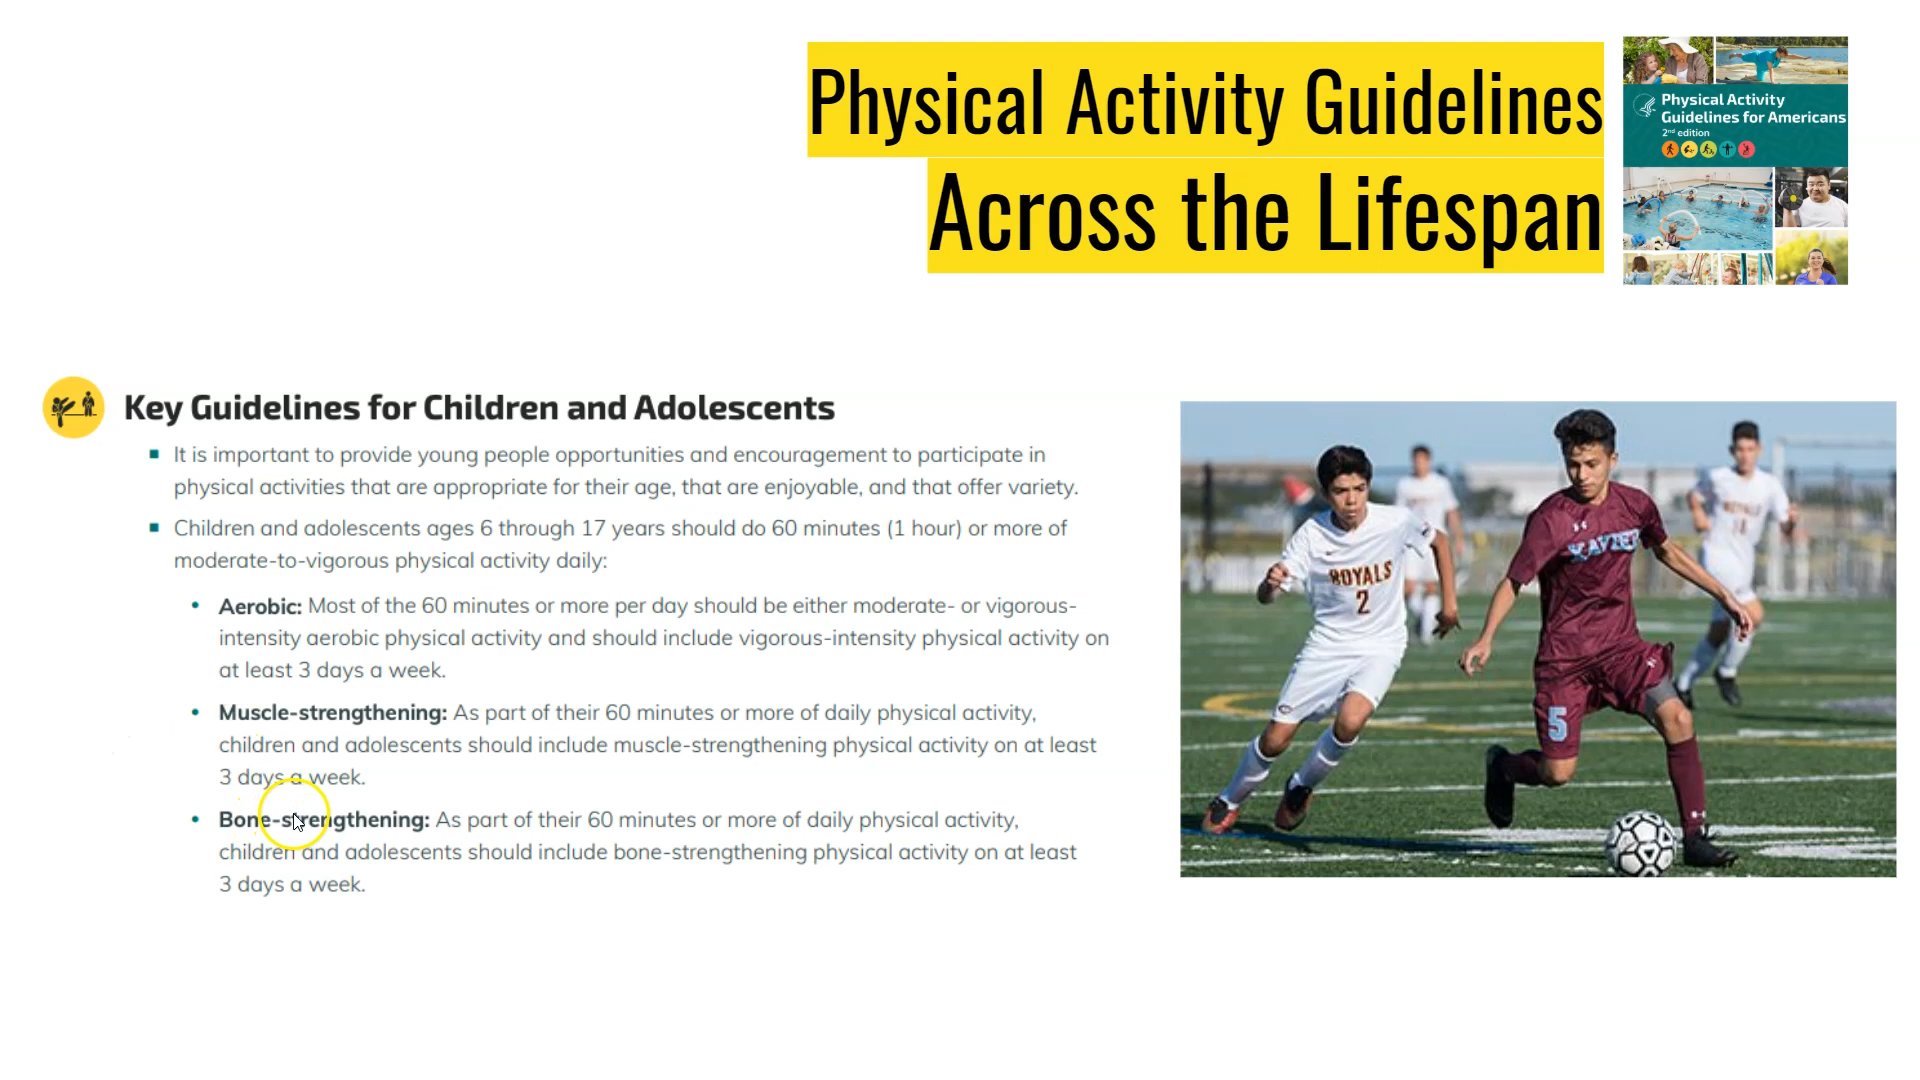 Physical Activity Guidelines
Across the Lifespan
Physical Activity
Guidelines for Americans
2nd edition
Key Guidelines for Children and Adolescents
It is important to provide young people opportunities and encouragement to participate in
physical activities that are appropriate for their age, that are enjoyable, and that offer variety.
Children and adolescents ages 6 through 17 years should do 60 minutes (1 hour) or more of
moderate-to-vigorous physical activity daily:
Aerobic: Most of the 60 minutes or more per day should be either moderate- or vigorous-
intensity aerobic physical activity and should include vigorous-intensity physical activity on
at least 3 days a week.
Muscle-strengthening: As part of their 60 minutes or more of daily physical activity,
children and adolescents should include muscle-strengthening physical activity on at least
3 days a week.
Bone-strengthening: As part of their 60 minutes or more of daily physical activity,
children and adolescents should include bone-strengthening physical activity on at least
3 days a week.
ROYALS
2
XAVIER
5